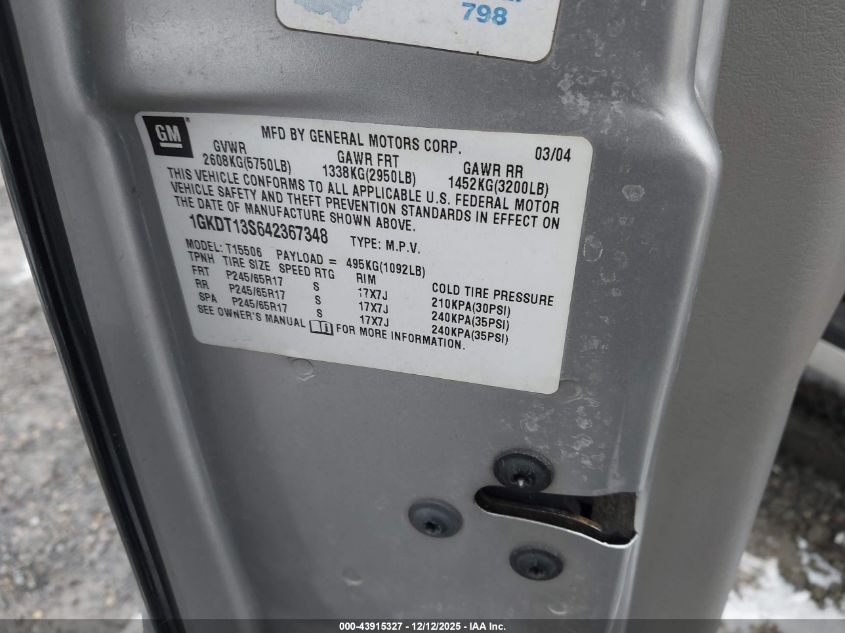 798
GM
MFD BY GENERAL MOTORS CORP. 03/04
GVWR GAWR FRT GAWR RR
2608KG(5750LB) 1338KG(2950LB) 1452KG(3200LB)
THIS VEHICLE CONFORMS TO ALL APPLICABLE U.S. FEDERAL MOTOR
VEHICLE SAFETY AND THEFT PREVENTION STANDARDS IN EFFECT ON
THE DATE OF MANUFACTURE SHOWN ABOVE.
1GKDT13S642367348 TYPE: M.P.V.
MODEL: T15506 PAYLOAD = 495KG(1092LB)
TPNH TIRE SIZE SPEED RTG RIM COLD TIRE PRESSURE
FRT P245/65R17 S 17X7J 210KPA(30PSI)
RR P245/65R17 S 17X7J 240KPA(35PSI)
SPA P245/65R17 S 17X7J 240KPA(35PSI)
SEE OWNER'S MANUAL FOR MORE INFORMATION.
000-43915327 - 12/12/2025 - IAA Inc.